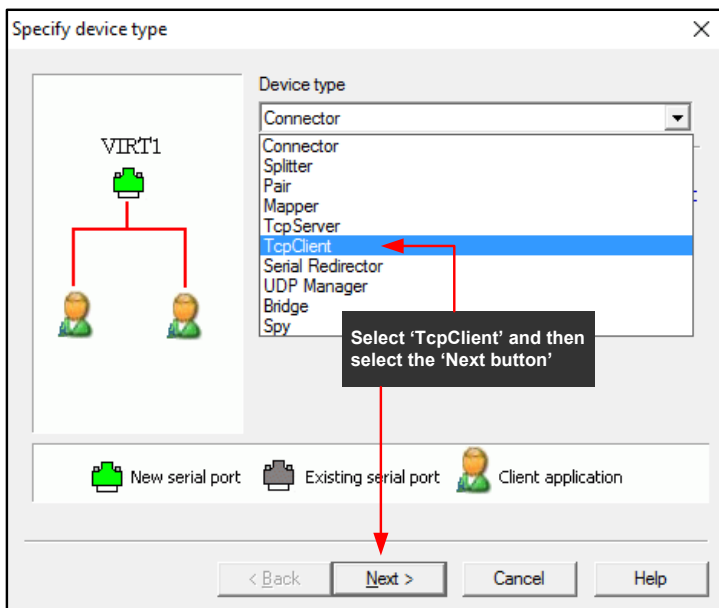 Specify device type
Device type
Connector
VIRT1
Connector
Splitter
Pair
Mapper
TcpServer
TcpClient
Serial Redirector
UDP Manager
Bridge
Spy
Select ‘TcpClient’ and then
select the ‘Next button’
New serial port
Existing serial port
Client application
< Back
Next >
Cancel
Help